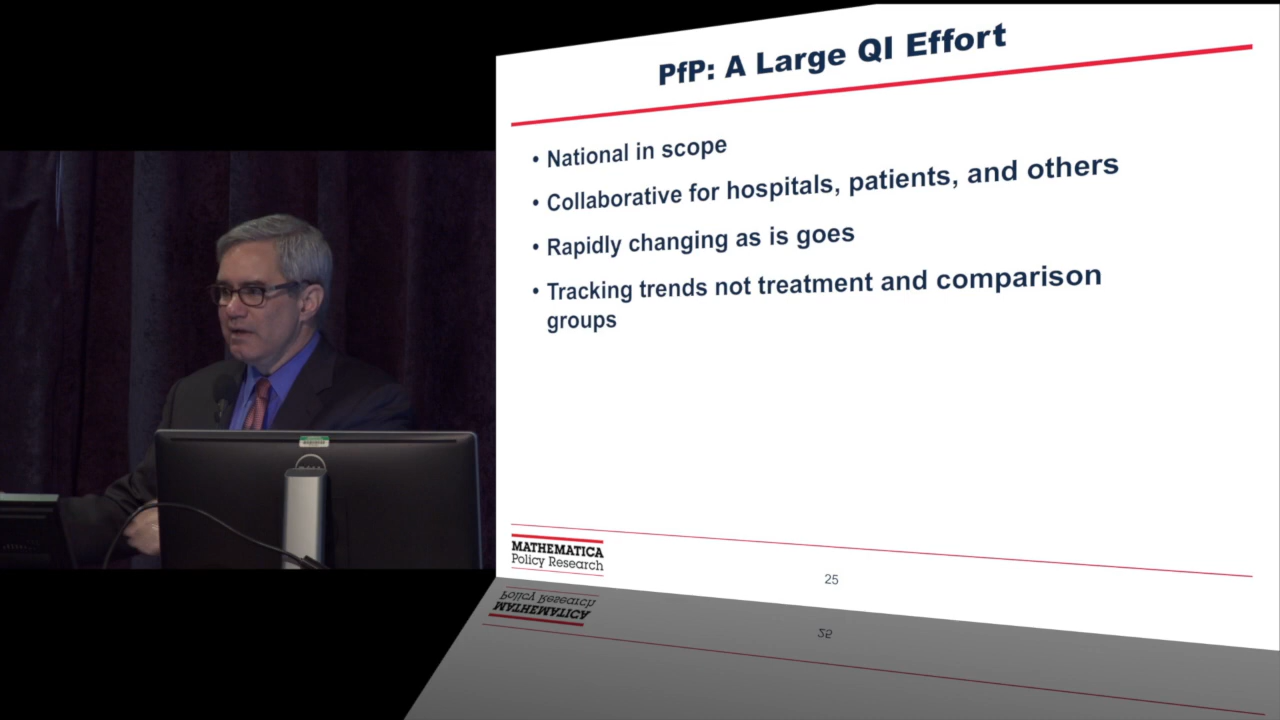 PfP: A Large QI Effort
• National in scope
• Collaborative for hospitals, patients, and others
• Rapidly changing as is goes
• Tracking trends not treatment and comparison
groups
MATHEMATICA
Policy Research
25